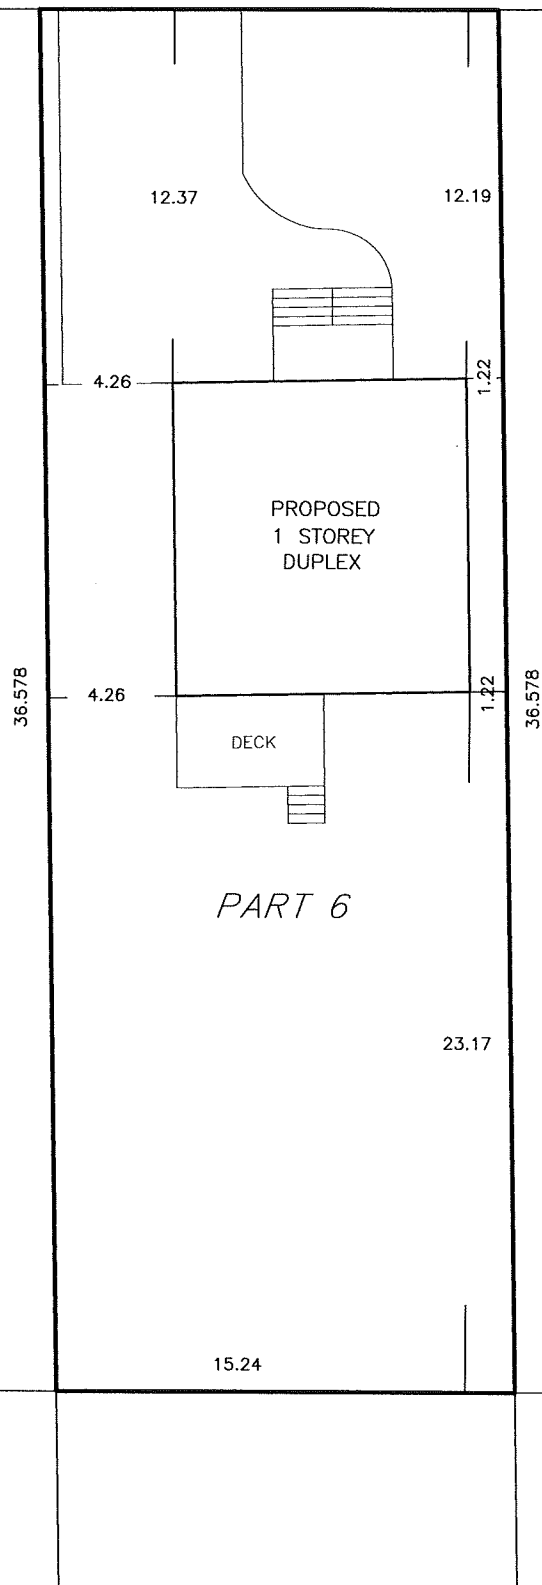 12.37
12.19
4.26
1.22
PROPOSED
1 STOREY
DUPLEX
36.578
4.26
1.22
36.578
DECK
PART 6
23.17
15.24